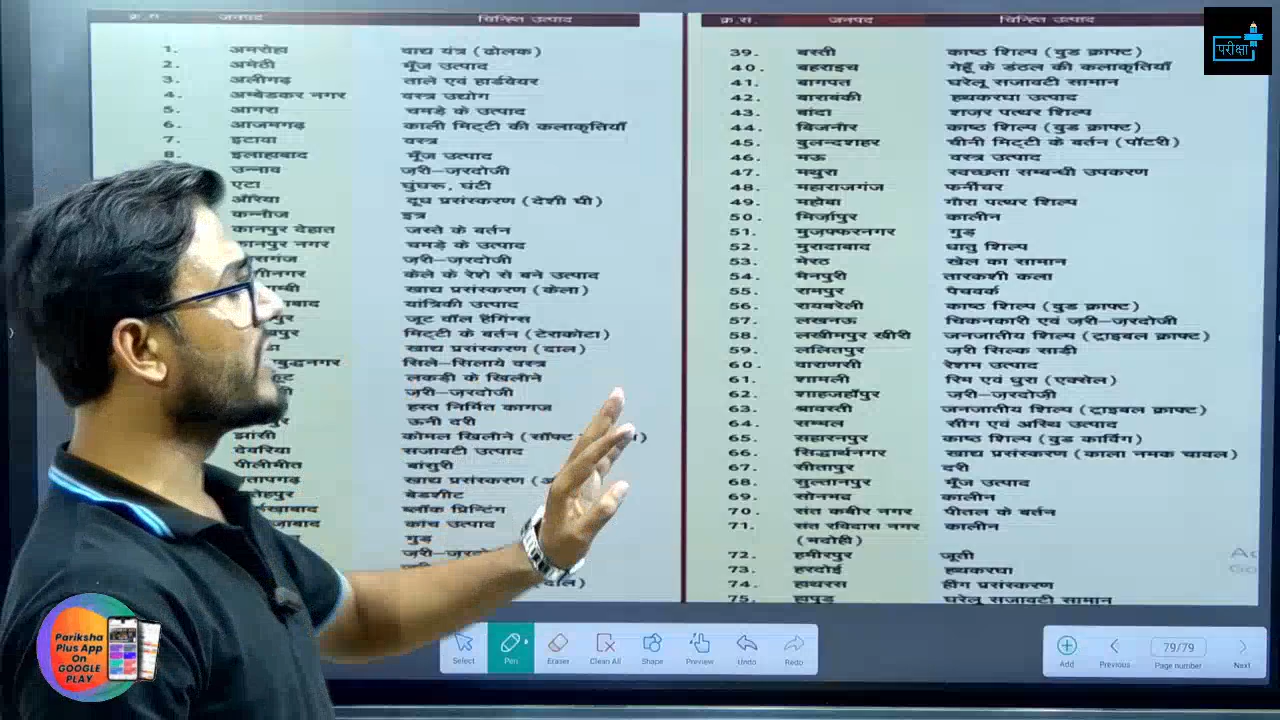 क्र.सं. जनपद चिन्हित उत्पाद
1. अमरोहा वाद्य यंत्र (ढोलक)
2. अमेठी मूँज उत्पाद
3. अलीगढ़ ताले एवं हार्डवेयर
4. अम्बेडकर नगर वस्त्र उद्योग
5. आगरा चमड़े के उत्पाद
6. आजमगढ़ काली मिट्टी की कलाकृतियाँ
7. इटावा वस्त्र
8. इलाहाबाद मूँज उत्पाद
उन्नाव ज़री-ज़रदोजी
एटा घुंघरू, घंटी
औरैया दूध प्रसंस्करण (देशी घी)
कन्नौज इत्र
कानपुर देहात जस्ते के बर्तन
कानपुर नगर चमड़े के उत्पाद
ज़री-ज़रदोजी
केले के रेशे से बने उत्पाद
खाद्य प्रसंस्करण (केला)
यांत्रिकी उत्पाद
जूट वॉल हैंगिंग्स
मिट्टी के बर्तन (टेराकोटा)
खाद्य प्रसंस्करण (दाल)
बुद्धनगर सिले-सिलाये वस्त्र
लकड़ी के खिलौने
ज़री-ज़रदोजी
हस्त निर्मित कागज
ऊनी दरी
झांसी कोमल खिलौने (सॉफ्ट
देवरिया सजावटी उत्पाद
पीलीभीत बांसुरी
खाद्य प्रसंस्करण
बेडशीट
ब्लॉक प्रिन्टिंग
कांच उत्पाद
गुड़
क्र.सं. जनपद चिन्हित उत्पाद
39. बस्ती काष्ठ शिल्प (वुड क्राफ्ट)
40. बहराइच गेहूँ के डंठल की कलाकृतियाँ
41. बागपत घरेलू सजावटी सामान
42. बाराबंकी हथकरघा उत्पाद
43. बांदा शज़र पत्थर शिल्प
44. बिजनौर काष्ठ शिल्प (वुड क्राफ्ट)
45. बुलन्दशहर चीनी मिट्टी के बर्तन (पॉटरी)
46. मऊ वस्त्र उत्पाद
47. मथुरा स्वच्छता सम्बन्धी उपकरण
48. महाराजगंज फर्नीचर
49. महोबा गौरा पत्थर शिल्प
50. मिर्जापुर कालीन
51. मुजफ्फरनगर गुड़
52. मुरादाबाद धातु शिल्प
53. मेरठ खेल का सामान
54. मैनपुरी तारकशी कला
55. रामपुर पैचवर्क
56. रायबरेली काष्ठ शिल्प (वुड क्राफ्ट)
57. लखनऊ चिकनकारी एवं ज़री-ज़रदोजी
58. लखीमपुर खीरी जनजातीय शिल्प (ट्राइबल क्राफ्ट)
59. ललितपुर ज़री सिल्क साड़ी
60. वाराणसी रेशम उत्पाद
61. शामली रिम एवं धुरा (एक्सेल)
62. शाहजहाँपुर ज़री-ज़रदोजी
63. श्रावस्ती जनजातीय शिल्प (ट्राइबल क्राफ्ट)
64. सम्भल सींग एवं अस्थि उत्पाद
65. सहारनपुर काष्ठ शिल्प (वुड कार्विंग)
66. सिद्धार्थनगर खाद्य प्रसंस्करण (काला नमक चावल)
67. सीतापुर दरी
68. सुल्तानपुर मूँज उत्पाद
69. सोनभद्र कालीन
70. संत कबीर नगर पीतल के बर्तन
71. संत रविदास नगर कालीन
(भदोही)
72. हमीरपुर जूती
73. हरदोई हथकरघा
74. हाथरस हींग प्रसंस्करण
75. हापुड़ घरेलू सजावटी सामान
परीक्षा
Pariksha
Plus App
On
GOOGLE
PLAY
Select Pen Eraser Clean All Shape Preview Undo Redo
Add Previous 79/79 Page number Next